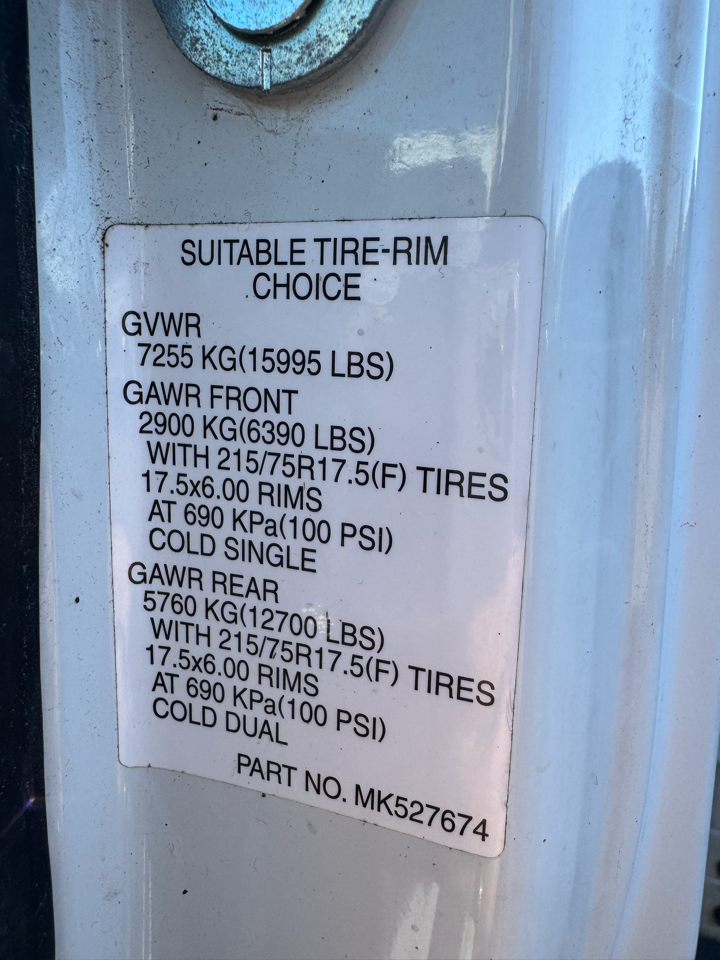 SUITABLE TIRE-RIM
CHOICE
GVWR
7255 KG(15995 LBS)
GAWR FRONT
2900 KG(6390 LBS)
WITH 215/75R17.5(F) TIRES
17.5x6.00 RIMS
AT 690 KPa(100 PSI)
COLD SINGLE
GAWR REAR
5760 KG(12700 LBS)
WITH 215/75R17.5(F) TIRES
17.5x6.00 RIMS
AT 690 KPa(100 PSI)
COLD DUAL
PART NO. MK527674